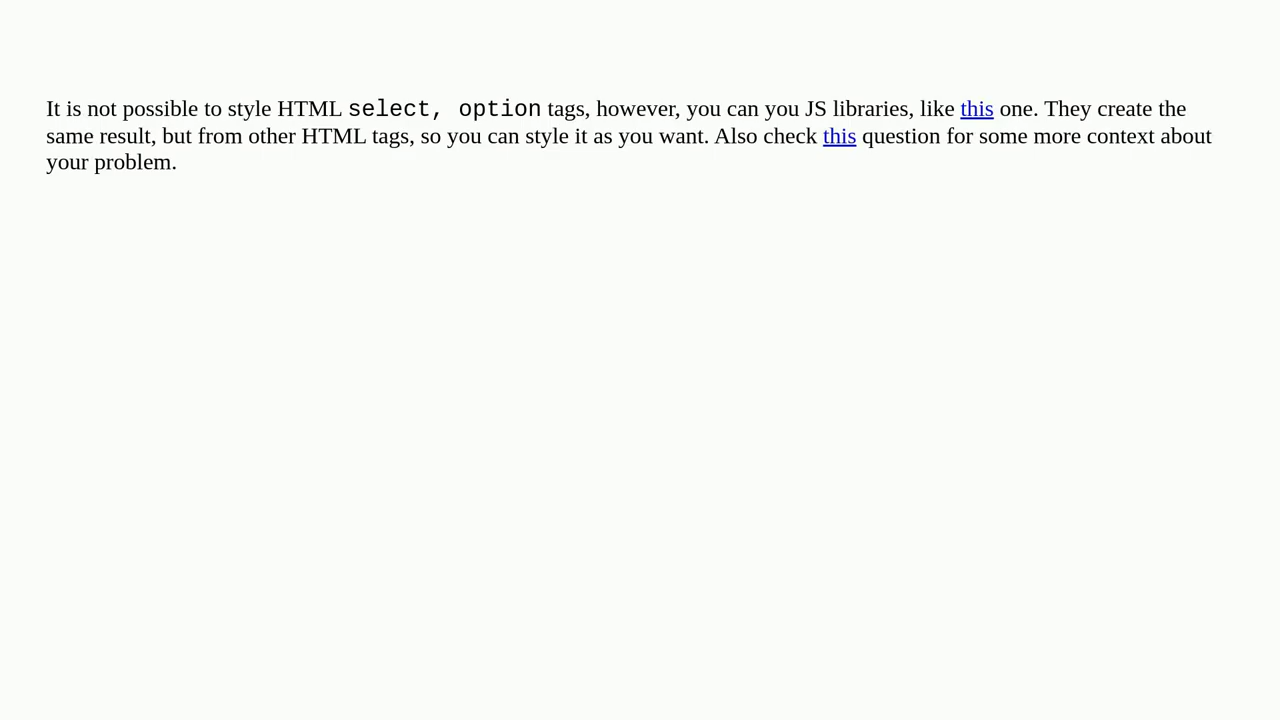 It is not possible to style HTML select, option tags, however, you can you JS libraries, like this one. They create the
same result, but from other HTML tags, so you can style it as you want. Also check this question for some more context about
your problem.